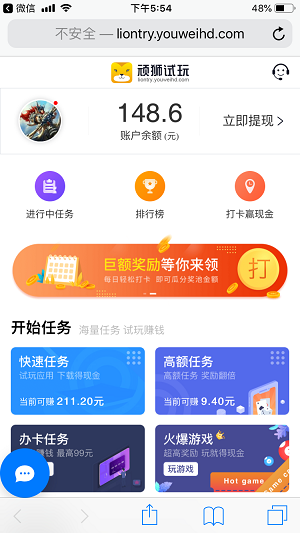 微信
下午5:54
48%
不安全 — liontry.youweihd.com
顽狮试玩
liontry.youweihd.com
148.6
账户余额 (元)
立即提现
进行中任务
排行榜
打卡赢现金
巨额奖励等你来领
每日轻松打卡 即可瓜分奖池金额
打
开始任务 海量任务 试玩赚钱
快速任务
试玩应用 下载得现金
当前可赚 211.20元
高额任务
高额任务 奖励翻倍
当前可赚 9.40元
办卡任务
赚钱 最高99元
火爆游戏
超高奖励 玩就得现金
玩游戏
Hot game